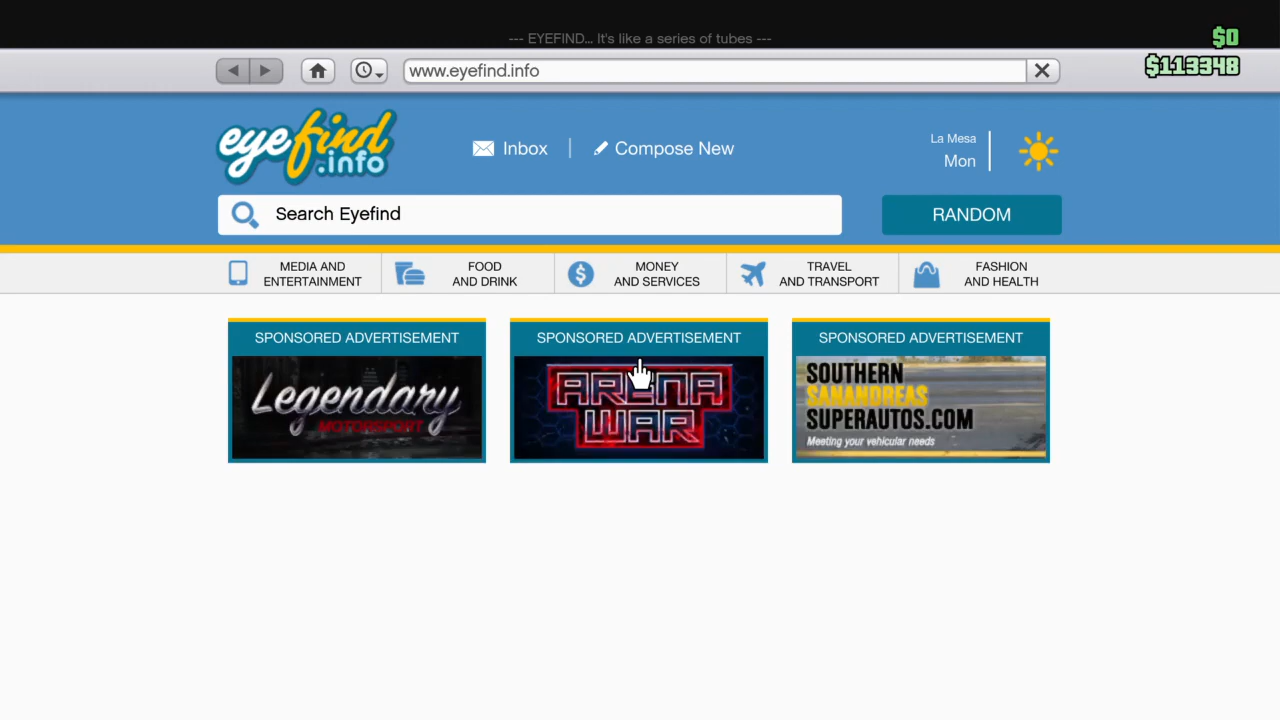 --- EYEFIND... It's like a series of tubes ---
$0
$113348
www.eyefind.info
eyefind
.info
Inbox
Compose New
La Mesa
Mon
Search Eyefind
RANDOM
MEDIA AND
ENTERTAINMENT
FOOD
AND DRINK
MONEY
AND SERVICES
TRAVEL
AND TRANSPORT
FASHION
AND HEALTH
SPONSORED ADVERTISEMENT
Legendary
MOTORSPORT
SPONSORED ADVERTISEMENT
ARENA
WAR
SPONSORED ADVERTISEMENT
SOUTHERN
SANANDREAS
SUPERAUTOS.COM
Meeting your vehicular needs